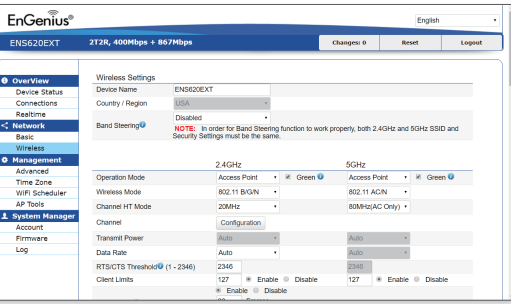 EnGenius®
English
ENS620EXT 2T2R, 400Mbps + 867Mbps Changes: 0 Reset Logout
OverView
Device Status
Connections
Realtime
Network
Basic
Wireless
Management
Advanced
Time Zone
WiFi Scheduler
AP Tools
System Manager
Account
Firmware
Log
Wireless Settings
Device Name ENS620EXT
Country / Region USA
Band Steering Disabled
NOTE: In order for Band Steering function to work properly, both 2.4GHz and 5GHz SSID and
Security Settings must be the same.
2.4GHz 5GHz
Operation Mode Access Point Green Access Point Green
Wireless Mode 802.11 B/G/N 802.11 AC/N
Channel HT Mode 20MHz 80MHz(AC Only)
Channel Configuration
Transmit Power Auto Auto
Data Rate Auto Auto
RTS/CTS Threshold (1 - 2346) 2346 2346
Client Limits 127 Enable Disable 127 Enable Disable
Enable Disable